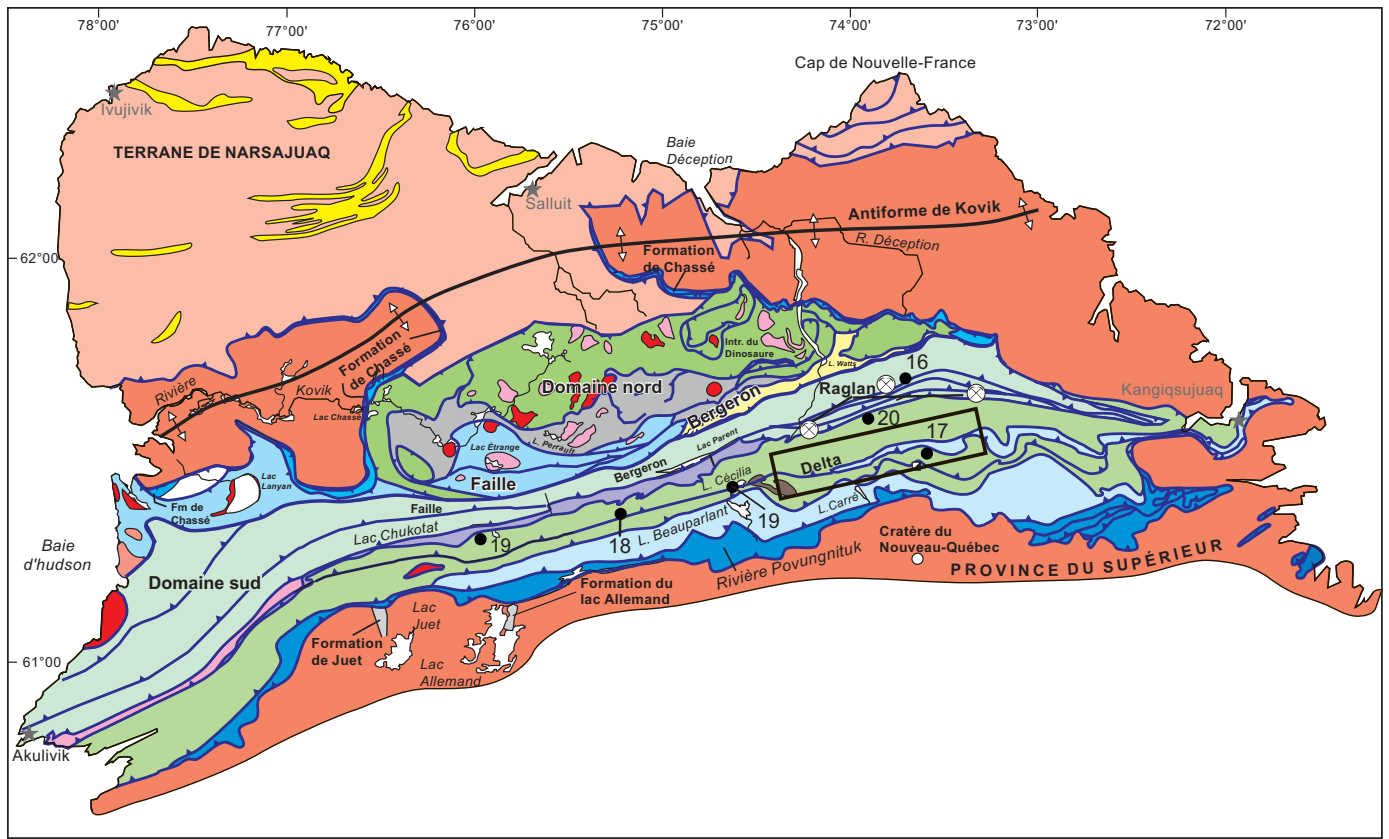 78°00'
77°00'
76°00'
75°00'
74°00'
73°00'
72°00'
Cap de Nouvelle-France
Ivujivik
TERRANE DE NARSAJUAQ
Baie
Déception
Salluit
Antiforme de Kovik
R. Déception
62°00'
Formation
de Chassé
Formation
de Chassé
Intr. du
Dinosaure
L. Watts
16
Rivière
Kovik
Domaine nord
Raglan
Kangiqsujuaq
Lac Chassé
Bergeron
20
17
Lac Parent
Lac Étrange
L. Perrault
Bergeron
Delta
Lac
Lanyan
Faille
L. Cécilia
Fm de
Chassé
Faille
L. Carré
Lac Chukotat
L. Beauparlant
19
19
18
Baie
d'hudson
Cratère du
Nouveau-Québec
Domaine sud
Rivière Povungnituk
PROVINCE DU SUPÉRIEUR
Formation du
lac Allemand
Lac
Juet
Formation
de Juet
61°00'
Lac
Allemand
Akulivik